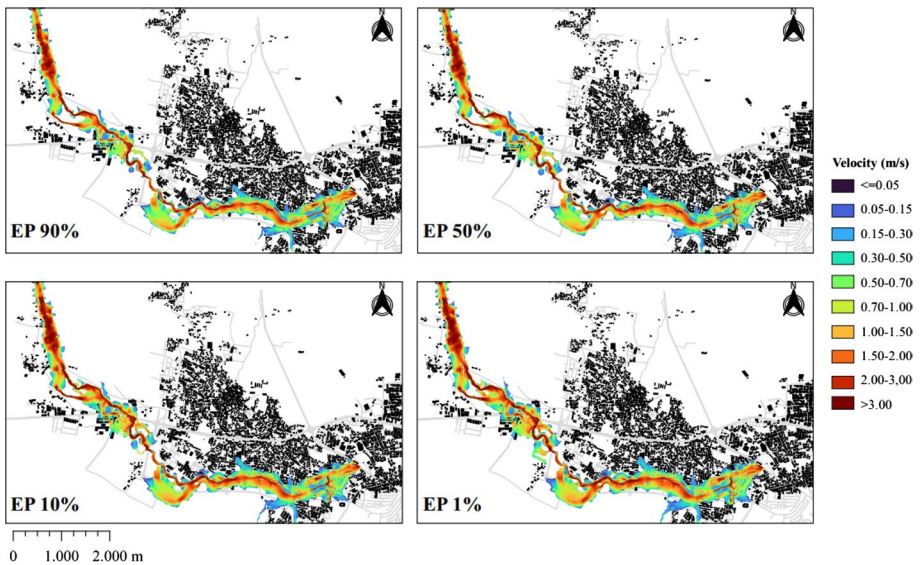 N
N
EP 90%
EP 50%
N
N
EP 10%
EP 1%
Velocity (m/s)
<=0.05
0.05-0.15
0.15-0.30
0.30-0.50
0.50-0.70
0.70-1.00
1.00-1.50
1.50-2.00
2.00-3,00
>3.00
0 1.000 2.000 m